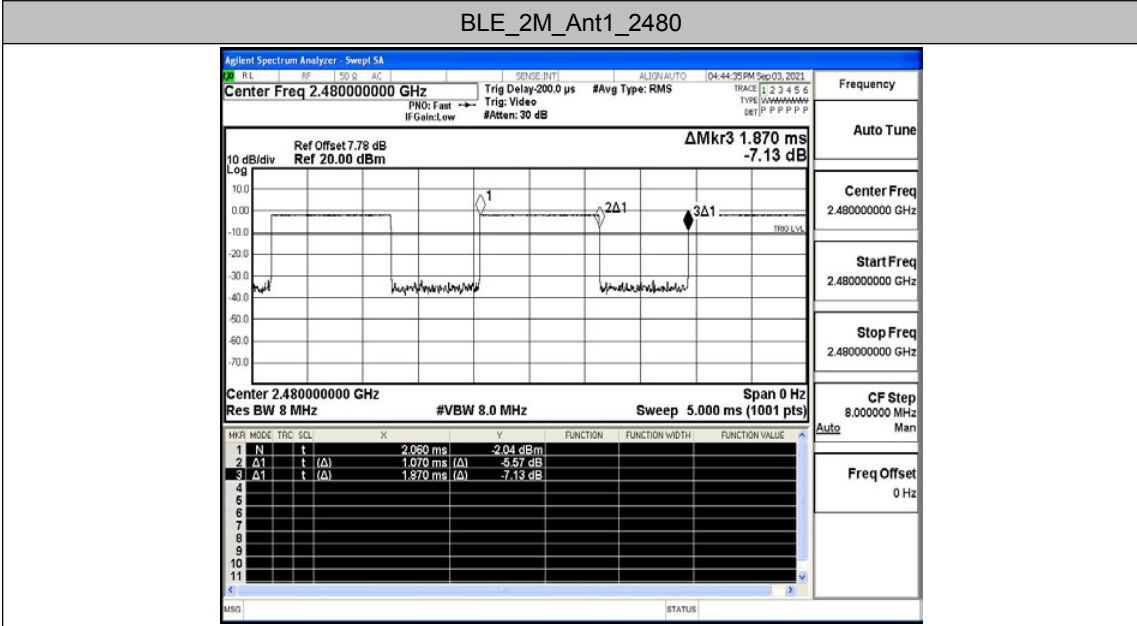 BLE_2M_Ant1_2480
Agilent Spectrum Analyzer - Swept SA
RL RF 50 Ω AC SENSE:INT ALIGN AUTO 04:44:35 PM Sep 03, 2021
Center Freq 2.480000000 GHz
PNO: Fast
IFGain:Low
Trig Delay-200.0 µs
Trig: Video
#Atten: 30 dB
#Avg Type: RMS
TRACE 1 2 3 4 5 6
TYPE WWWWWW
DET P P P P P P
ΔMkr3 1.870 ms
-7.13 dB
Ref Offset 7.78 dB
10 dB/div Ref 20.00 dBm
Log
10.0
0.00
-10.0
-20.0
-30.0
-40.0
-50.0
-60.0
-70.0
1
2Δ1
3Δ1
TRIG LVL
Center 2.480000000 GHz Span 0 Hz
Res BW 8 MHz #VBW 8.0 MHz Sweep 5.000 ms (1001 pts)
MKR MODE TRC SCL X Y FUNCTION FUNCTION WIDTH FUNCTION VALUE
1 N t 2.060 ms -2.04 dBm
2 Δ1 t (Δ) 1.070 ms (Δ) -5.57 dB
3 Δ1 t (Δ) 1.870 ms (Δ) -7.13 dB
4
5
6
7
8
9
10
11
MSG STATUS
Frequency
Auto Tune
Center Freq
2.480000000 GHz
Start Freq
2.480000000 GHz
Stop Freq
2.480000000 GHz
CF Step
8.000000 MHz
Auto Man
Freq Offset
0 Hz